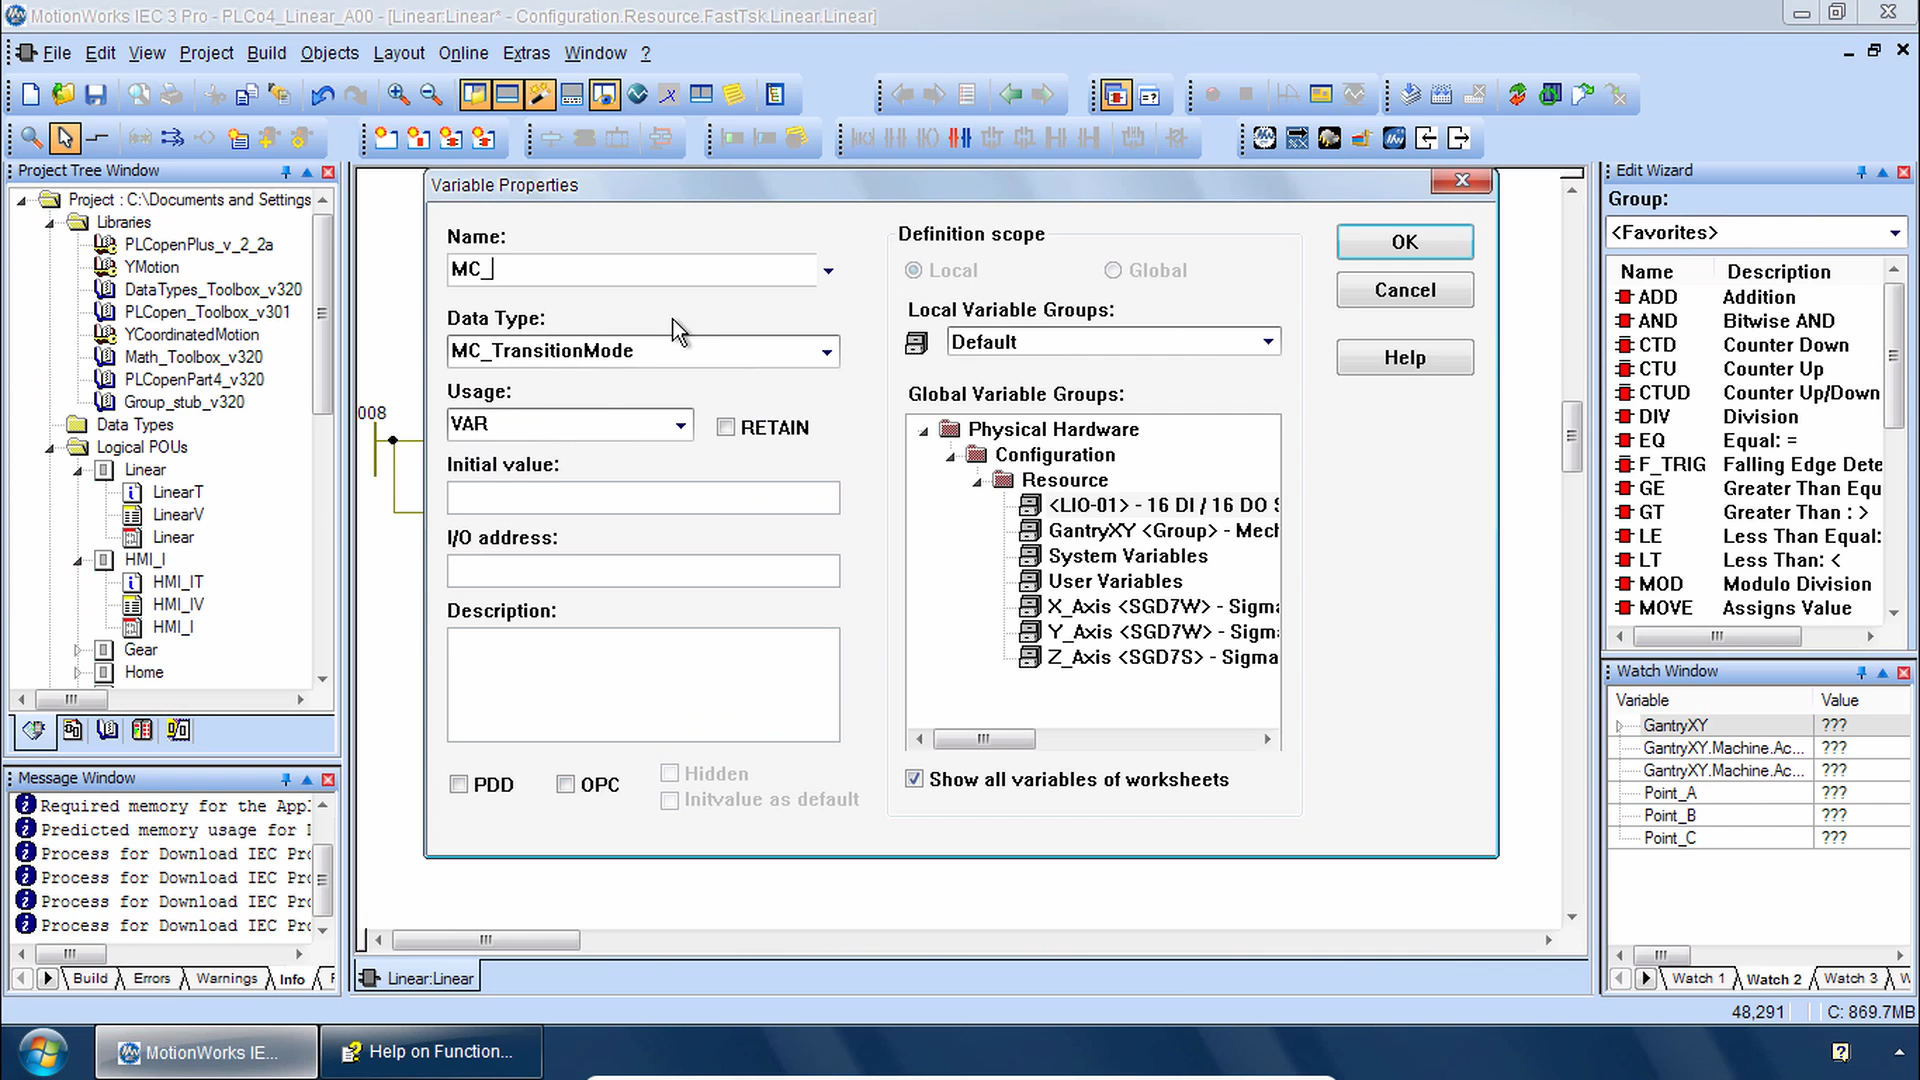 MotionWorks IEC 3 Pro - PLCo4_Linear_A00 - [Linear:Linear* - Configuration.Resource.FastTsk.Linear.Linear]
File Edit View Project Build Objects Layout Online Extras Window ?
Project Tree Window
Project : C:\Documents and Settings
Libraries
PLCopenPlus_v_2_2a
YMotion
DataTypes_Toolbox_v320
PLCopen_Toolbox_v301
YCoordinatedMotion
Math_Toolbox_v320
PLCopenPart4_v320
Group_stub_v320
Data Types
Logical POUs
Linear
LinearT
LinearV
Linear
HMI_I
HMI_IT
HMI_IV
HMI_I
Gear
Home
Message Window
Required memory for the Appl
Predicted memory usage for I
Process for Download IEC Pro
Process for Download IEC Pro
Process for Download IEC Pro
Process for Download IEC Pro
Build Errors Warnings Info
008
Variable Properties
Name:
MC_
Data Type:
MC_TransitionMode
Usage:
VAR
RETAIN
Initial value:
I/O address:
Description:
PDD
OPC
Hidden
Initvalue as default
Definition scope
Local
Global
Local Variable Groups:
Default
Global Variable Groups:
Physical Hardware
Configuration
Resource
<LIO-01> - 16 DI / 16 DO S
GantryXY <Group> - Mech
System Variables
User Variables
X_Axis <SGD7W> - Sigma
Y_Axis <SGD7W> - Sigm
Z_Axis <SGD7S> - Sigma
Show all variables of worksheets
OK
Cancel
Help
Linear:Linear
Edit Wizard
Group:
<Favorites>
Name Description
ADD Addition
AND Bitwise AND
CTD Counter Down
CTU Counter Up
CTUD Counter Up/Down
DIV Division
EQ Equal: =
F_TRIG Falling Edge Dete
GE Greater Than Equ
GT Greater Than : >
LE Less Than Equal:
LT Less Than: <
MOD Modulo Division
MOVE Assigns Value
Watch Window
Variable Value
GantryXY ???
GantryXY.Machine.Ac... ???
GantryXY.Machine.Ac... ???
Point_A ???
Point_B ???
Point_C ???
Watch 1 Watch 2 Watch 3 W
48,291 C: 869.7MB
MotionWorks IE...
Help on Function...